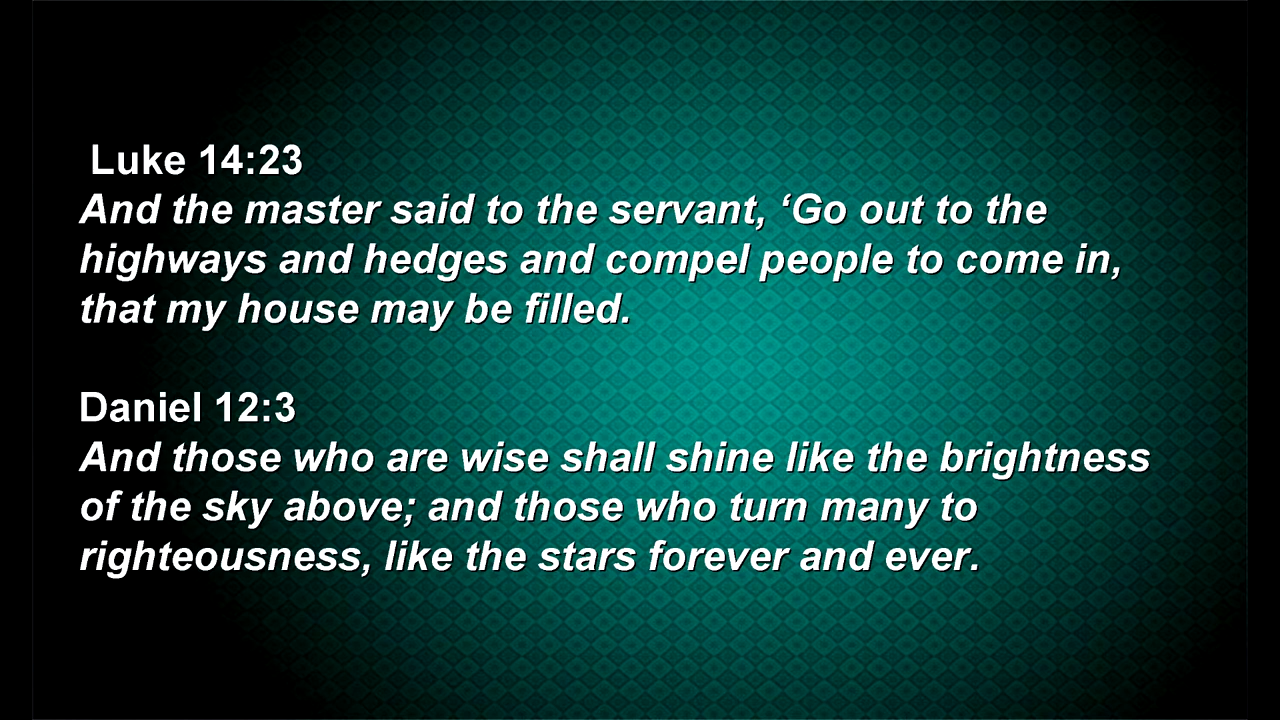 Luke 14:23
And the master said to the servant, ‘Go out to the
highways and hedges and compel people to come in,
that my house may be filled.
Daniel 12:3
And those who are wise shall shine like the brightness
of the sky above; and those who turn many to
righteousness, like the stars forever and ever.